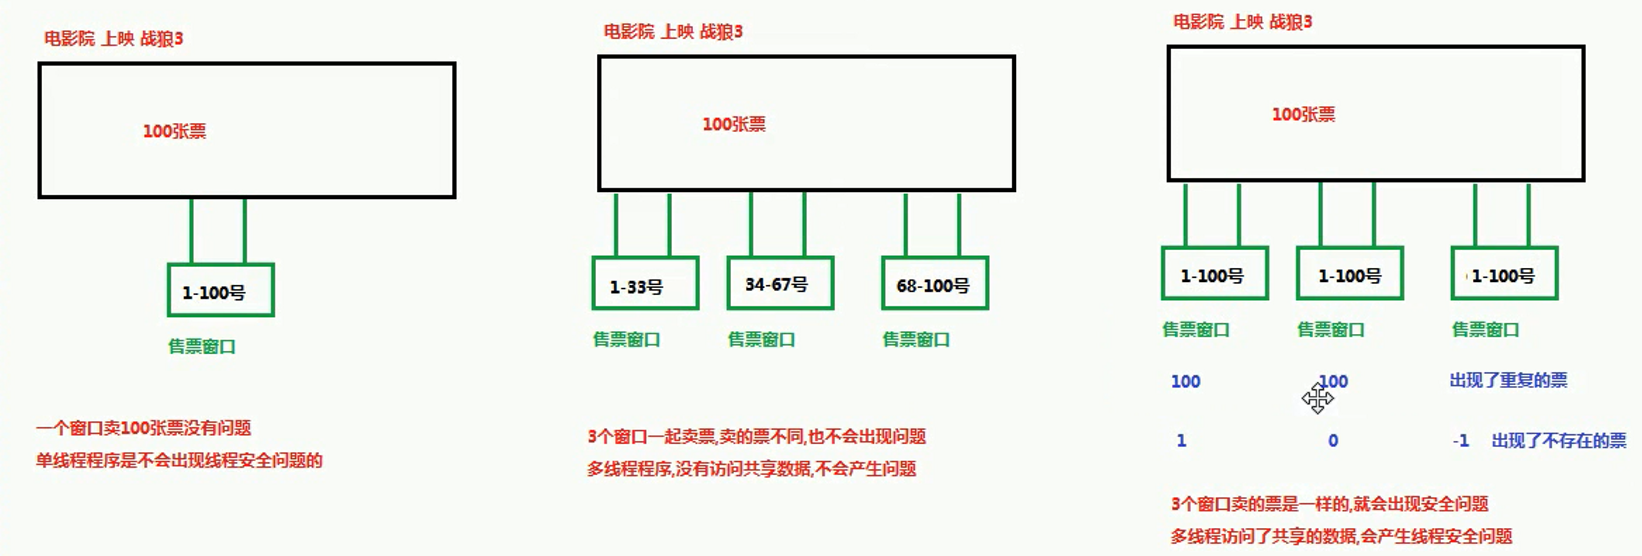 电影院 上映 战狼3
100张票
1-100号
售票窗口
一个窗口卖100张票没有问题
单线程程序是不会出现线程安全问题的
电影院 上映 战狼3
100张票
1-33号
34-67号
68-100号
售票窗口
售票窗口
售票窗口
3个窗口一起卖票,卖的票不同,也不会出现问题
多线程程序,没有访问共享数据,不会产生问题
电影院 上映 战狼3
100张票
1-100号
1-100号
1-100号
售票窗口
售票窗口
售票窗口
100 100 出现了重复的票
1 0 -1 出现了不存在的票
3个窗口卖的票是一样的,就会出现安全问题
多线程访问了共享的数据,会产生线程安全问题